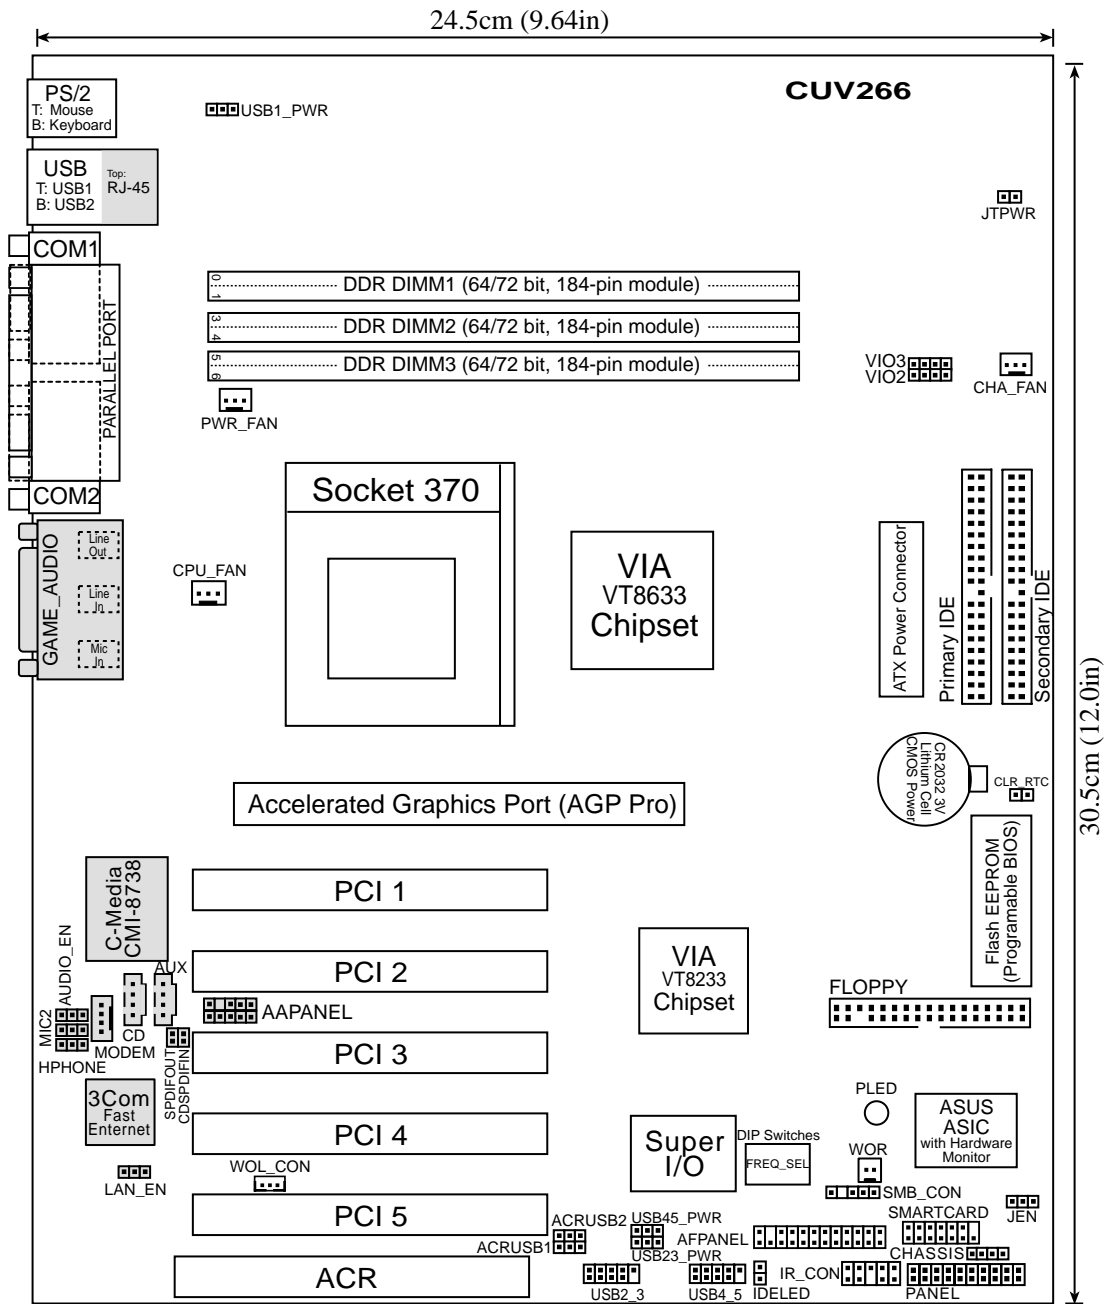 24.5cm (9.64in)
CUV266
PS/2
T: Mouse
B: Keyboard
USB1_PWR
USB
T: USB1
B: USB2
Top:
RJ-45
JTPWR
COM1
PARALLEL PORT
COM2
0
1
DDR DIMM1 (64/72 bit, 184-pin module)
3
4
DDR DIMM2 (64/72 bit, 184-pin module)
5
6
DDR DIMM3 (64/72 bit, 184-pin module)
VIO3
VIO2
CHA_FAN
PWR_FAN
Socket 370
GAME_AUDIO
Line
Out
Line
In
Mic
In
CPU_FAN
VIA
VT8633
Chipset
ATX Power Connector
Primary IDE
Secondary IDE
30.5cm (12.0in)
CR2032 3V
Lithium Cell
CMOS Power
CLR_RTC
Accelerated Graphics Port (AGP Pro)
Flash EEPROM
(Programable BIOS)
C-Media
CMI-8738
PCI 1
AUDIO_EN
AUX
PCI 2
VIA
VT8233
Chipset
FLOPPY
MIC2
CD
MODEM
HPHONE
AAPANEL
SPDIFOUT
CDSPDIFIN
PCI 3
3Com
Fast
Enternet
PCI 4
PLED
ASUS
ASIC
with Hardware
Monitor
Super
I/O
DIP Switches
FREQ_SEL
WOR
LAN_EN
WOL_CON
SMB_CON
JEN
PCI 5
ACRUSB2
ACRUSB1
USB45_PWR
USB23_PWR
AFPANEL
SMARTCARD
CHASSIS
ACR
USB2_3
USB4_5
IDELED
IR_CON
PANEL